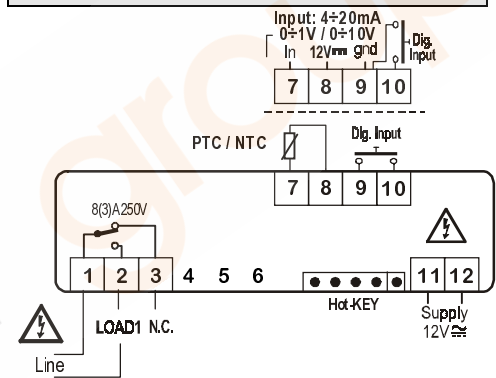 Input: 4÷20mA
0÷1V / 0÷10V
In 12V⎓ gnd
Dig.
Input
7 8 9 10
PTC / NTC
Dig. Input
7 8 9 10
8(3)A250V
1 2 3 4 5 6
11 12
Hot-KEY
LOAD1 N.C.
Supply
12V≂
Line
group